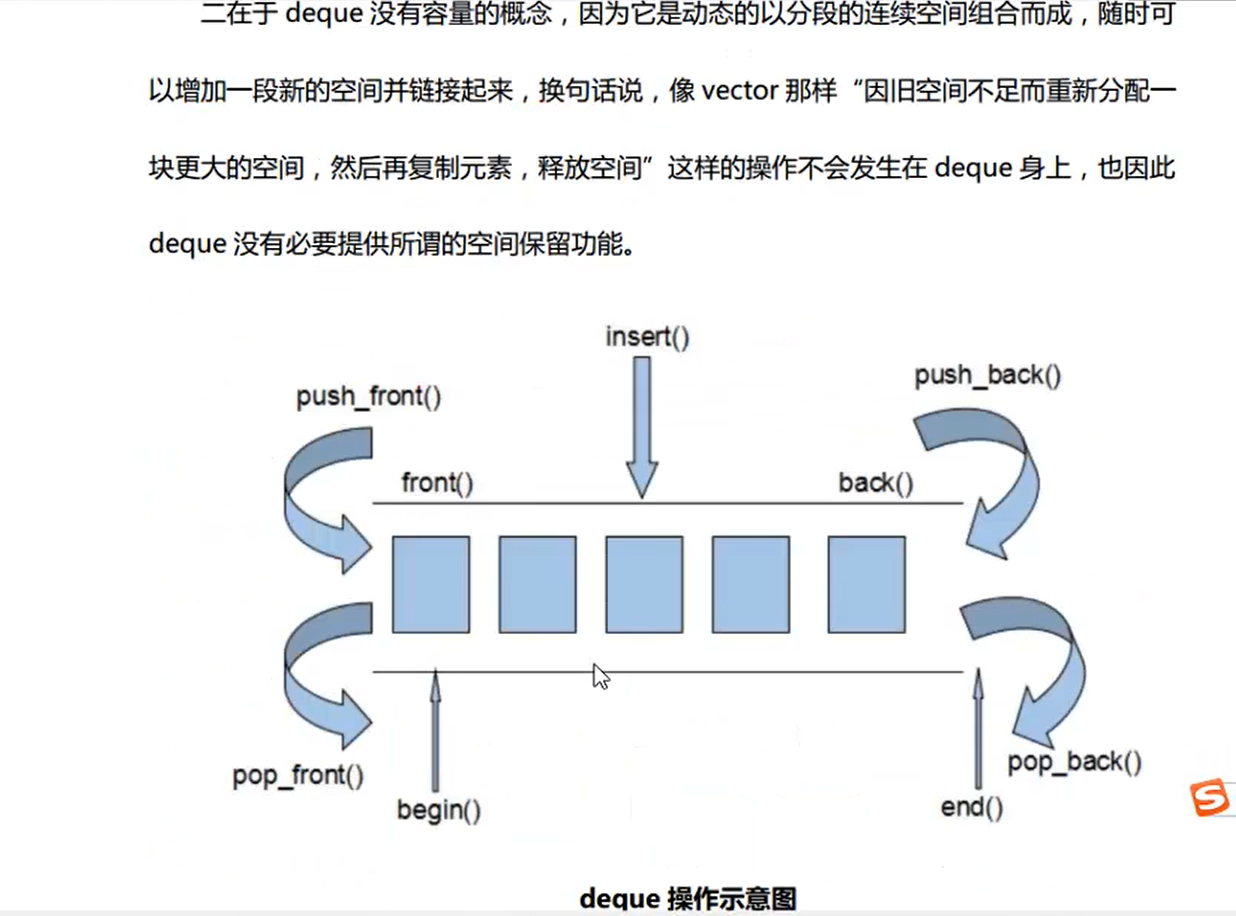 二在于 deque 没有容量的概念，因为它是动态的以分段的连续空间组合而成，随时可
以增加一段新的空间并链接起来，换句话说，像 vector 那样“因旧空间不足而重新分配一
块更大的空间，然后再复制元素，释放空间”这样的操作不会发生在 deque 身上，也因此
deque 没有必要提供所谓的空间保留功能。
insert()
push_front()
push_back()
front()
back()
pop_front()
pop_back()
begin()
end()
S
deque 操作示意图